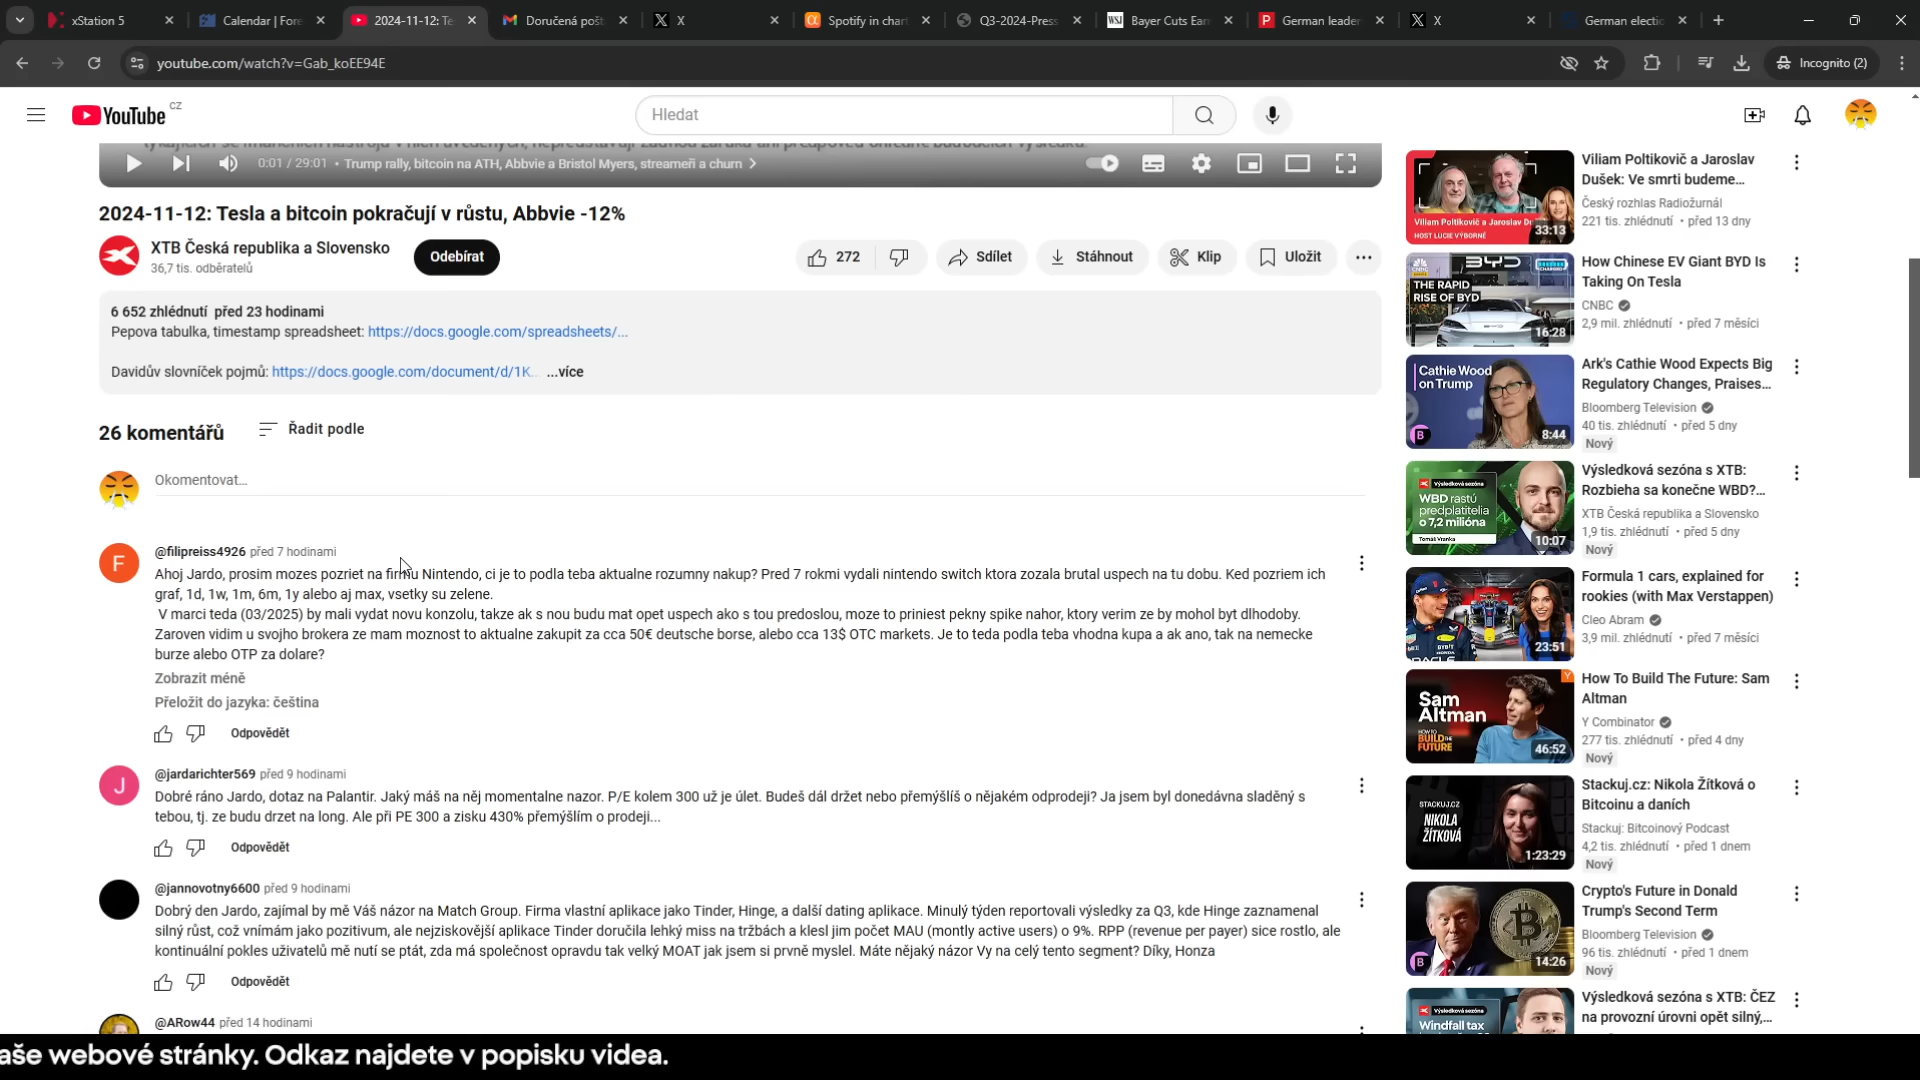 xStation 5
Calendar | Fore
2024-11-12: Te
Doručená pošt
X
Spotify in chart
Q3-2024-Press
Bayer Cuts Earn
German leader
X
German electic
youtube.com/watch?v=Gab_koEE94E
Incognito (2)
YouTube CZ
Hledat
0:01 / 29:01 • Trump rally, bitcoin na ATH, Abbvie a Bristol Myers, streameři a churn
2024-11-12: Tesla a bitcoin pokračují v růstu, Abbvie -12%
XTB Česká republika a Slovensko
36,7 tis. odběratelů
Odebírat
272
Sdílet
Stáhnout
Klip
Uložit
6 652 zhlédnutí před 23 hodinami
Pepova tabulka, timestamp spreadsheet: https://docs.google.com/spreadsheets/...
Davidův slovníček pojmů: https://docs.google.com/document/d/1K... ...více
26 komentářů
Řadit podle
Okomentovat...
@filipreiss4926 před 7 hodinami
Ahoj Jardo, prosim mozes pozriet na firmu Nintendo, ci je to podla teba aktualne rozumny nakup? Pred 7 rokmi vydali nintendo switch ktora zozala brutal uspech na tu dobu. Ked pozriem ich
graf, 1d, 1w, 1m, 6m, 1y alebo aj max, vsetky su zelene.
V marci teda (03/2025) by mali vydat novu konzolu, takze ak s nou budu mat opet uspech ako s tou predoslou, moze to priniest pekny spike nahor, ktory verim ze by mohol byt dlhodoby.
Zaroven vidim u svojho brokera ze mam moznost to aktualne zakupit za cca 50€ deutsche borse, alebo cca 13$ OTC markets. Je to teda podla teba vhodna kupa a ak ano, tak na nemecke
burze alebo OTP za dolare?
Zobrazit méně
Přeložit do jazyka: čeština
Odpovědět
@jardarichter569 před 9 hodinami
Dobré ráno Jardo, dotaz na Palantir. Jaký máš na něj momentalne nazor. P/E kolem 300 už je úlet. Budeš dál držet nebo přemýšlíš o nějakém odprodeji? Ja jsem byl donedávna sladěný s
tebou, tj. ze budu drzet na long. Ale při PE 300 a zisku 430% přemýšlím o prodeji...
Odpovědět
@jannovotny6600 před 9 hodinami
Dobrý den Jardo, zajímal by mě Váš názor na Match Group. Firma vlastní aplikace jako Tinder, Hinge, a další dating aplikace. Minulý týden reportovali výsledky za Q3, kde Hinge zaznamenal
silný růst, což vnímám jako pozitivum, ale nejziskovější aplikace Tinder doručila lehký miss na tržbách a klesl jim počet MAU (montly active users) o 9%. RPP (revenue per payer) sice rostlo, ale
kontinuální pokles uživatelů mě nutí se ptát, zda má společnost opravdu tak velký MOAT jak jsem si prvně myslel. Máte nějaký názor Vy na celý tento segment? Díky, Honza
Odpovědět
@ARow44 před 14 hodinami
Viliam Poltikovič a Jaroslav
Dušek: Ve smrti budeme...
Český rozhlas Radiožurnál
221 tis. zhlédnutí • před 13 dny
HOST LUCIE VÝBORNÉ
33:13
How Chinese EV Giant BYD Is
Taking On Tesla
CNBC
2,9 mil. zhlédnutí • před 7 měsíci
THE RAPID
RISE OF BYD
16:28
Ark's Cathie Wood Expects Big
Regulatory Changes, Praises...
Bloomberg Television
40 tis. zhlédnutí • před 5 dny
Nový
Cathie Wood
on Trump
8:44
Výsledková sezóna s XTB:
Rozbieha sa konečne WBD?...
XTB Česká republika a Slovensko
1,9 tis. zhlédnutí • před 5 dny
Nový
Výsledková sezóna
WBD rastú
predplatitelia
o 7,2 milióna
Tomáš Vranka
10:07
Formula 1 cars, explained for
rookies (with Max Verstappen)
Cleo Abram
3,9 mil. zhlédnutí • před 7 měsíci
23:51
How To Build The Future: Sam
Altman
Y Combinator
277 tis. zhlédnutí • před 4 dny
Nový
Sam
Altman
HOW TO
BUILD THE
FUTURE
46:52
Stackuj.cz: Nikola Žítková o
Bitcoinu a daních
Stackuj: Bitcoinový Podcast
4,2 tis. zhlédnutí • před 1 dnem
Nový
STACKUJ.CZ
NIKOLA
ŽÍTKOVÁ
1:23:29
Crypto's Future in Donald
Trump's Second Term
Bloomberg Television
96 tis. zhlédnutí • před 1 dnem
Nový
14:26
Výsledková sezóna s XTB: ČEZ
na provozní úrovni opět silný,...
Výsledková sezóna
Windfall tax
aše webové stránky. Odkaz najdete v popisku videa.